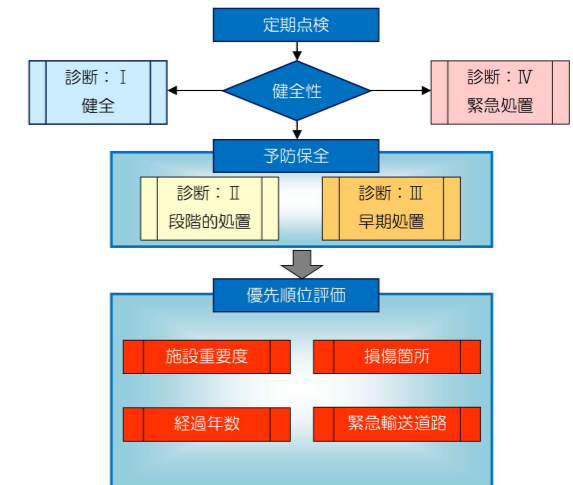 定期点検
診断：Ⅰ
健全
健全性
診断：Ⅳ
緊急処置
予防保全
診断：Ⅱ
段階的処置
診断：Ⅲ
早期処置
優先順位評価
施設重要度
損傷箇所
経過年数
緊急輸送道路